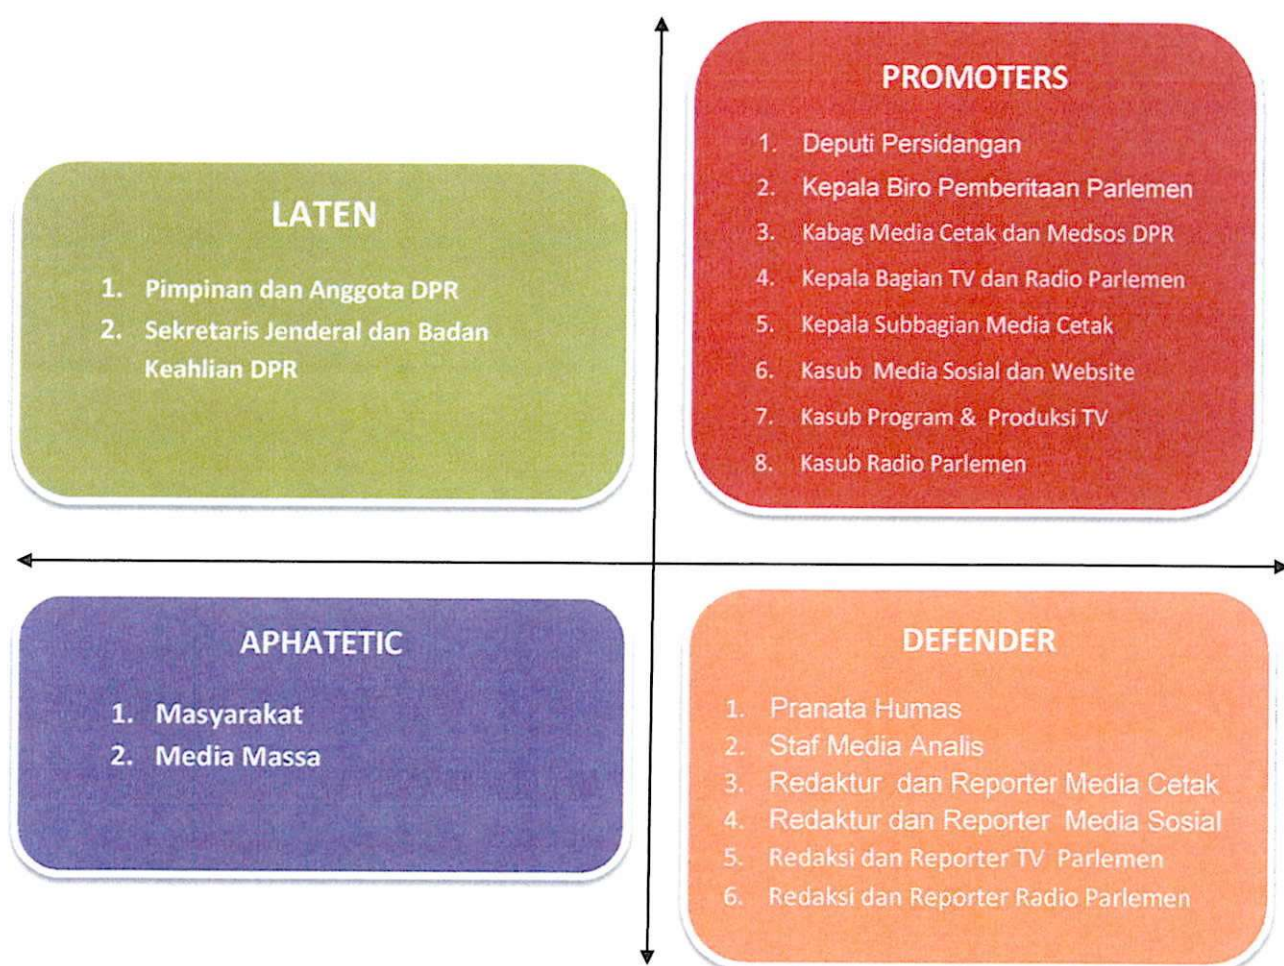 LATEN
1. Pimpinan dan Anggota DPR
2. Sekretaris Jenderal dan Badan
Keahlian DPR
PROMOTERS
1. Deputi Persidangan
2. Kepala Biro Pemberitaan Parlemen
3. Kabag Media Cetak dan Medsos DPR
4. Kepala Bagian TV dan Radio Parlemen
5. Kepala Subbagian Media Cetak
6. Kasub Media Sosial dan Website
7. Kasub Program & Produksi TV
8. Kasub Radio Parlemen
APHATETIC
1. Masyarakat
2. Media Massa
DEFENDER
1. Pranata Humas
2. Staf Media Analis
3. Redaktur dan Reporter Media Cetak
4. Redaktur dan Reporter Media Sosial
5. Redaksi dan Reporter TV Parlemen
6. Redaksi dan Reporter Radio Parlemen